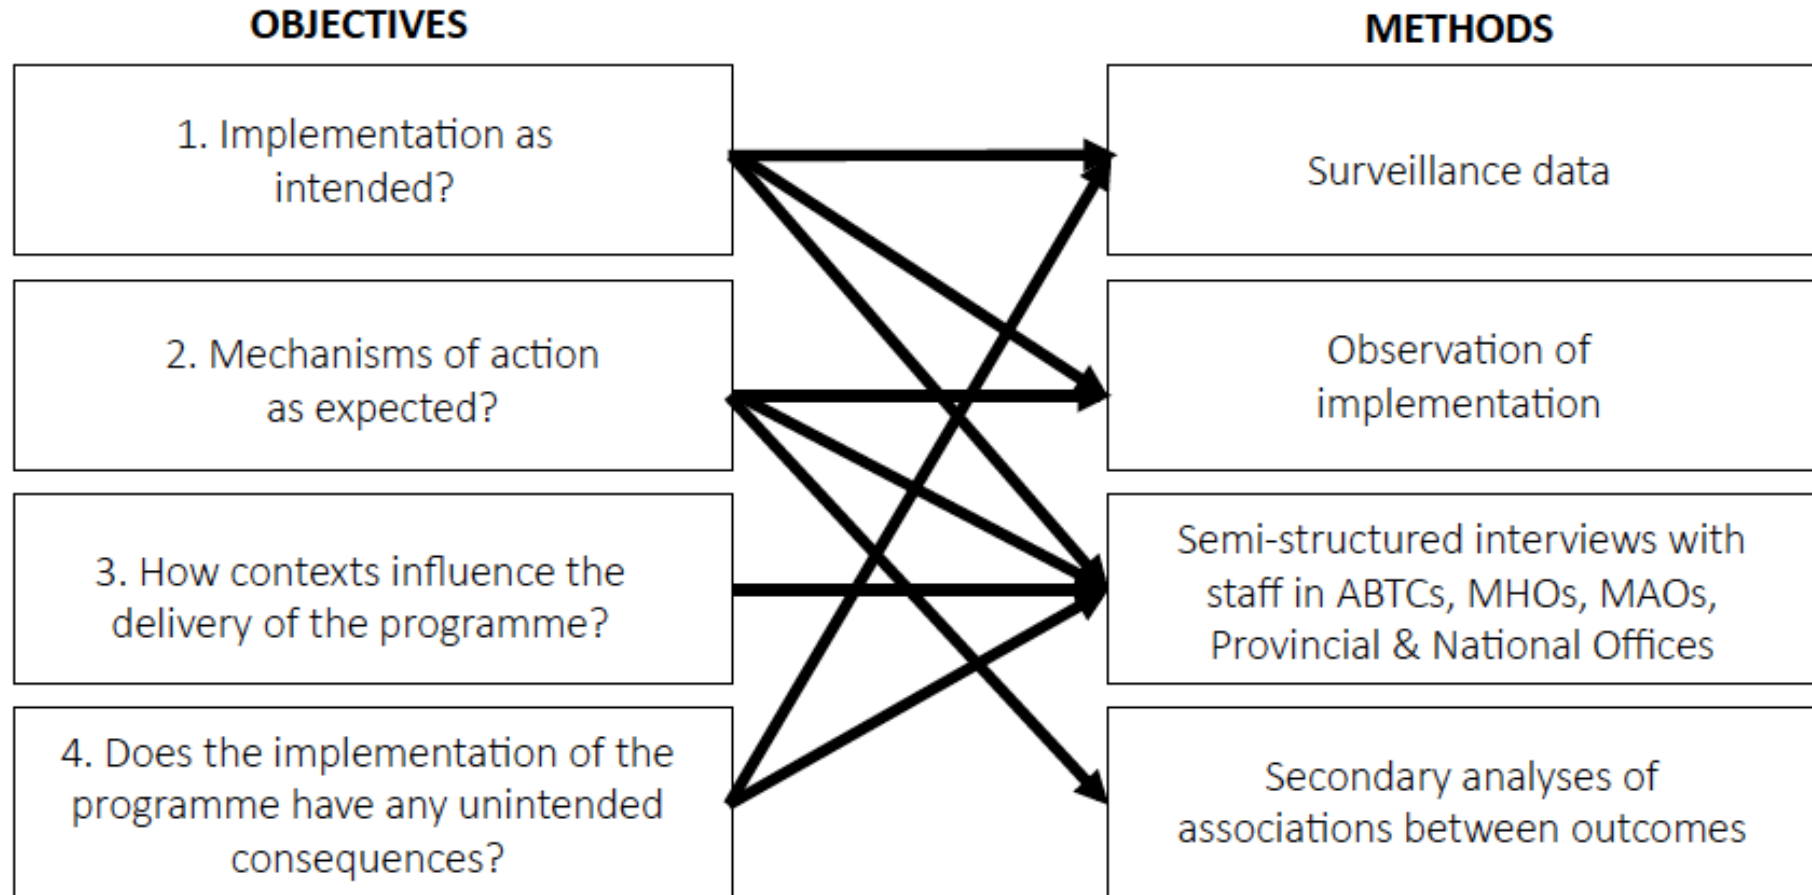 OBJECTIVES
1. Implementation as
intended?
2. Mechanisms of action
as expected?
3. How contexts influence the
delivery of the programme?
4. Does the implementation of the
programme have any unintended
consequences?
METHODS
Surveillance data
Observation of
implementation
Semi-structured interviews with
staff in ABTCs, MHOs, MAOs,
Provincial & National Offices
Secondary analyses of
associations between outcomes